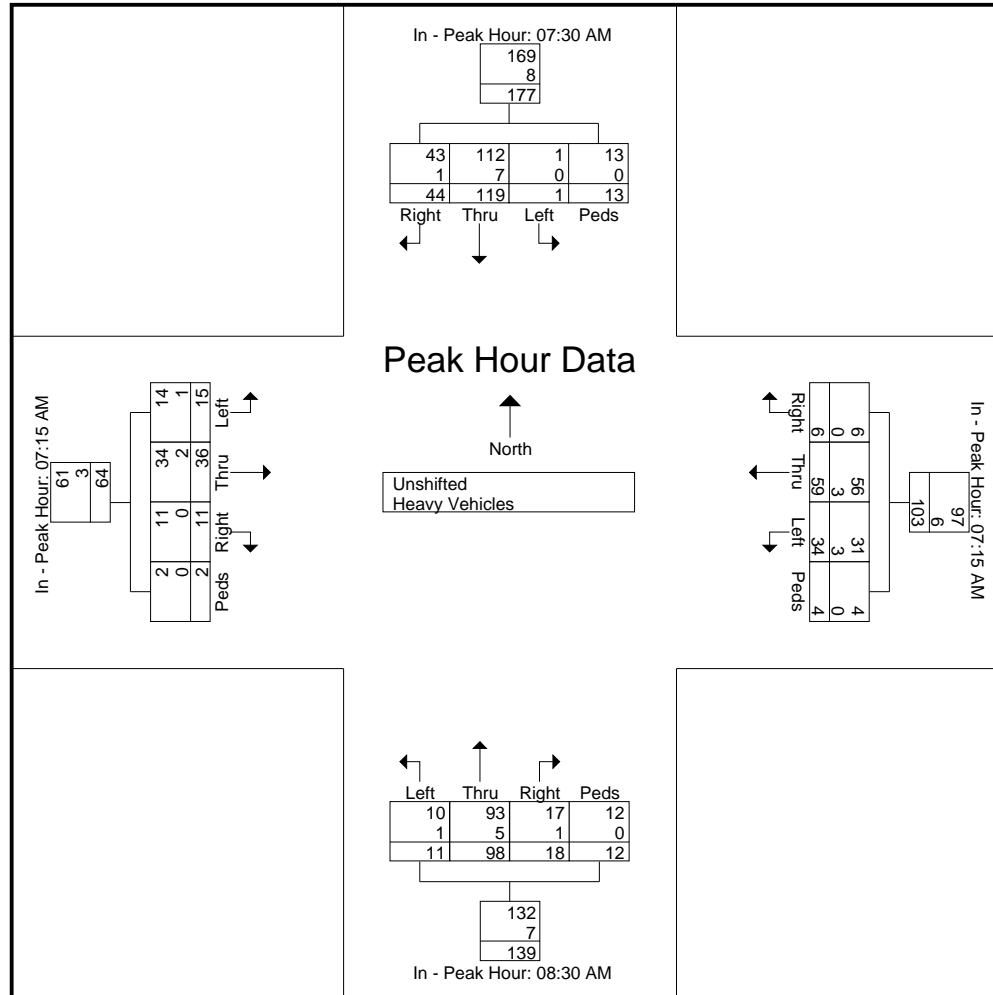 In - Peak Hour: 07:30 AM
169
8
177
43 112 1 13
1 7 0 0
44 119 1 13
Right Thru Left Peds
Peak Hour Data
North
Unshifted
Heavy Vehicles
In - Peak Hour: 07:15 AM
61
3
64
14 34 11 2
1 2 0 0
15 36 11 2
Left Thru Right Peds
In - Peak Hour: 07:15 AM
97
6
103
6 56 31 4
0 3 3 0
6 59 34 4
Right Thru Left Peds
Left Thru Right Peds
10 93 17 12
1 5 1 0
11 98 18 12
132
7
139
In - Peak Hour: 08:30 AM